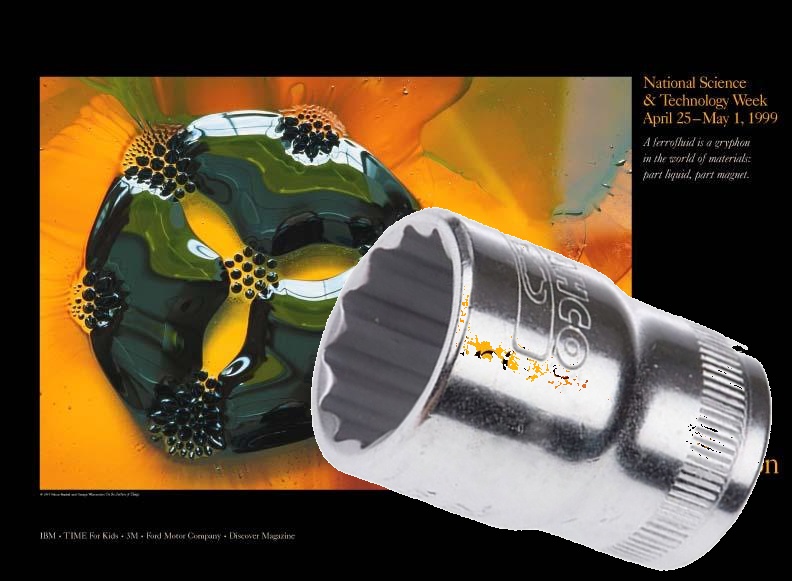 National Science
& Technology Week
April 25–May 1, 1999
A ferrofluid is a gryphon
in the world of materials:
part liquid, part magnet.
IBM • TIME For Kids • 3M • Ford Motor Company • Discover Magazine